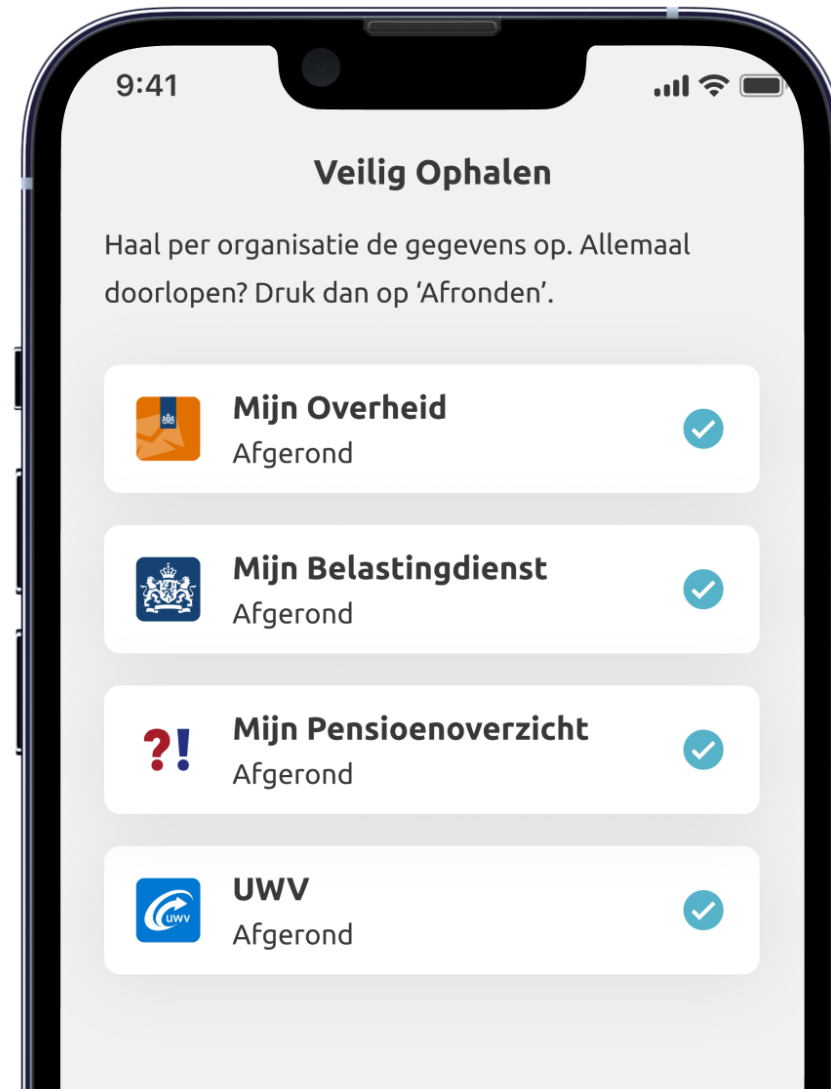 9:41
Veilig Ophalen
Haal per organisatie de gegevens op. Allemaal
doorlopen? Druk dan op ‘Afronden’.
Mijn Overheid
Afgerond
Mijn Belastingdienst
Afgerond
?!
Mijn Pensioenoverzicht
Afgerond
UWV
UWV
Afgerond